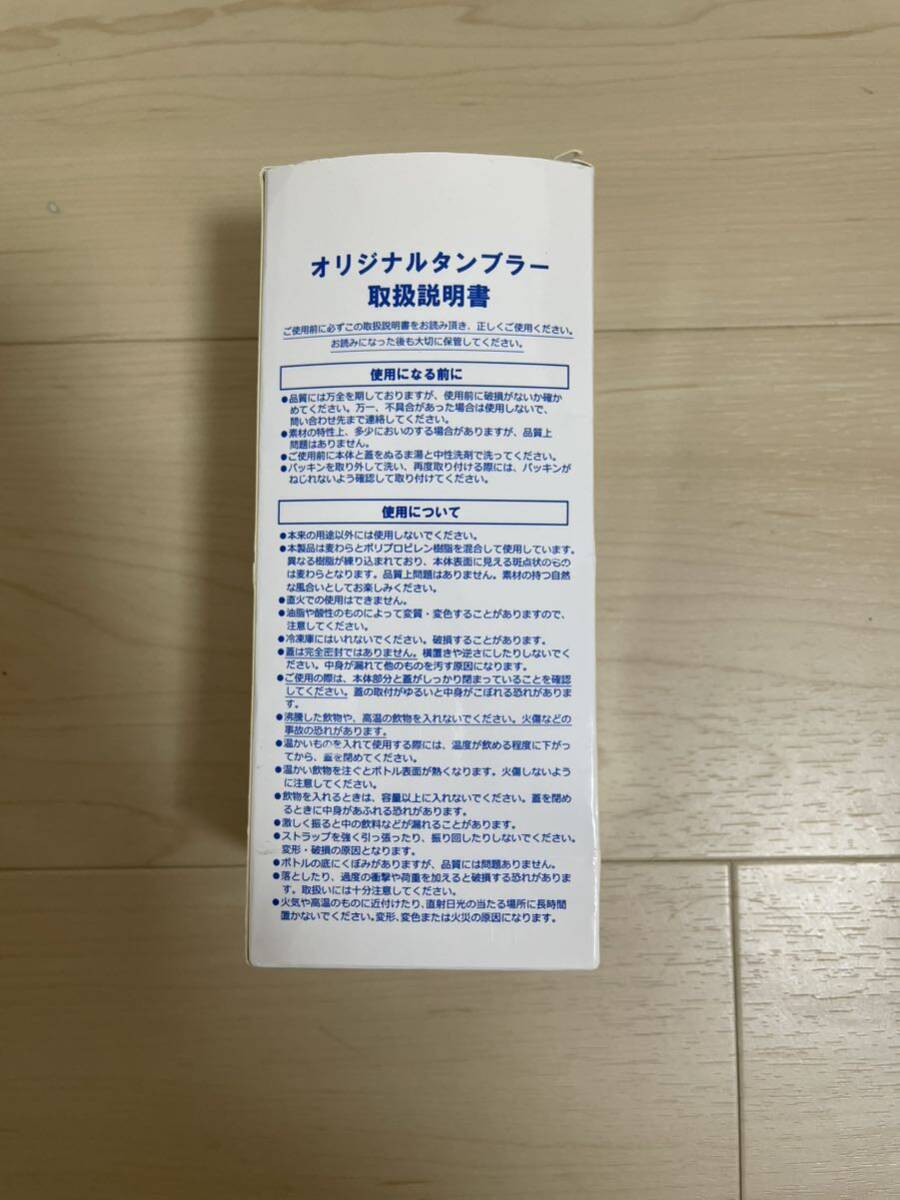 オリジナルタンブラー
取扱説明書
ご使用前に必ずこの取扱説明書をお読み頂き、正しくご使用ください。
お読みになった後も大切に保管してください。
使用になる前に
●品質には万全を期しておりますが、使用前に破損がないか確か
めてください。万一、不具合があった場合は使用しないで、
問い合わせ先まで連絡してください。
●素材の特性上、多少においのする場合がありますが、品質上
問題はありません。
●ご使用前に本体と蓋をぬるま湯と中性洗剤で洗ってください。
●パッキンを取り外して洗い、再度取り付ける際には、パッキンが
ねじれないよう確認して取り付けてください。
使用について
●本来の用途以外には使用しないでください。
●本製品は麦わらとポリプロピレン樹脂を混合して使用しています。
異なる樹脂が練り込まれており、本体表面に見える斑点状のもの
は麦わらとなります。品質上問題はありません。素材の持つ自然
な風合いとしてお楽しみください。
●直火での使用はできません。
●油脂や酸性のものによって変質・変色することがありますので、
注意してください。
●冷凍庫にはいれないでください。破損することがあります。
●蓋は完全密封ではありません。横置きや逆さにしたりしないでく
ださい。中身が漏れて他のものを汚す原因になります。
●ご使用の際は、本体部分と蓋がしっかり閉まっていることを確認
してください。蓋の取付がゆるいと中身がこぼれる恐れがありま
す。
●沸騰した飲物や、高温の飲物を入れないでください。火傷などの
事故の恐れがあります。
●温かいものを入れて使用する際には、温度が飲める程度に下がっ
てから、蓋を閉めてください。
●温かい飲物を注ぐとボトル表面が熱くなります。火傷しないよう
に注意してください。
●飲物を入れるときは、容量以上に入れないでください。蓋を閉め
るときに中身があふれる恐れがあります。
●激しく振ると中の飲料などが漏れることがあります。
●ストラップを強く引っ張ったり、振り回したりしないでください。
変形・破損の原因となります。
●ボトルの底にくぼみがありますが、品質には問題ありません。
●落としたり、過度の衝撃や荷重を加えると破損する恐れがありま
す。取扱いには十分注意してください。
●火気や高温のものに近付けたり、直射日光の当たる場所に長時間
置かないでください。変形、変色または火災の原因になります。